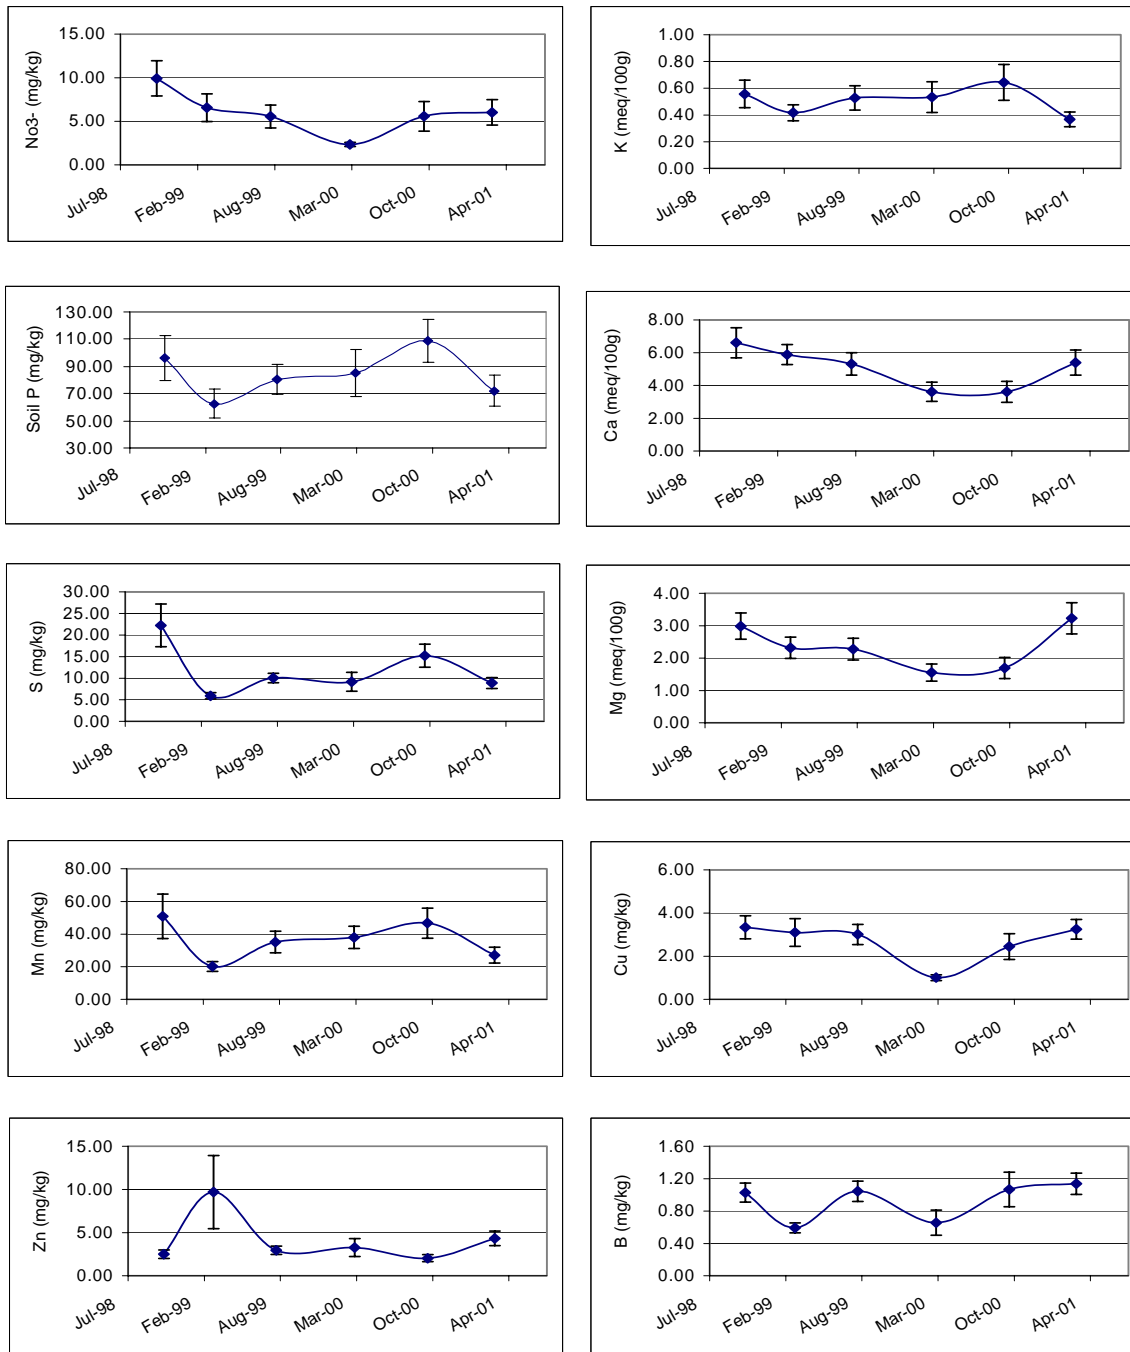 No3- (mg/kg)
15.00
10.00
5.00
0.00
Jul-98
Feb-99
Aug-99
Mar-00
Oct-00
Apr-01
K (meq/100g)
1.00
0.80
0.60
0.40
0.20
0.00
Jul-98
Feb-99
Aug-99
Mar-00
Oct-00
Apr-01
Soil P (mg/kg)
130.00
110.00
90.00
70.00
50.00
30.00
Jul-98
Feb-99
Aug-99
Mar-00
Oct-00
Apr-01
Ca (meq/100g)
8.00
6.00
4.00
2.00
0.00
Jul-98
Feb-99
Aug-99
Mar-00
Oct-00
Apr-01
S (mg/kg)
30.00
25.00
20.00
15.00
10.00
5.00
0.00
Jul-98
Feb-99
Aug-99
Mar-00
Oct-00
Apr-01
Mg (meq/100g)
4.00
3.00
2.00
1.00
0.00
Jul-98
Feb-99
Aug-99
Mar-00
Oct-00
Apr-01
Mn (mg/kg)
80.00
60.00
40.00
20.00
0.00
Jul-98
Feb-99
Aug-99
Mar-00
Oct-00
Apr-01
Cu (mg/kg)
6.00
4.00
2.00
0.00
Jul-98
Feb-99
Aug-99
Mar-00
Oct-00
Apr-01
Zn (mg/kg)
15.00
10.00
5.00
0.00
Jul-98
Feb-99
Aug-99
Mar-00
Oct-00
Apr-01
B (mg/kg)
1.60
1.20
0.80
0.40
0.00
Jul-98
Feb-99
Aug-99
Mar-00
Oct-00
Apr-01